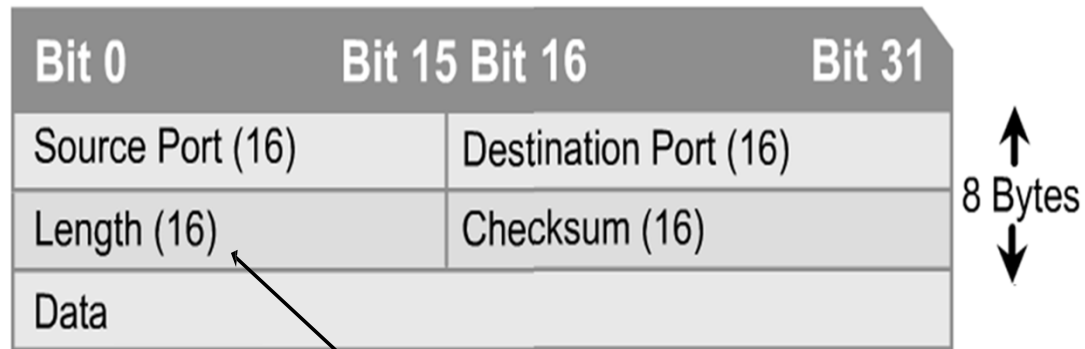 Bit 0 Bit 15 Bit 16 Bit 31
Source Port (16) Destination Port (16)
8 Bytes
Length (16) Checksum (16)
Data